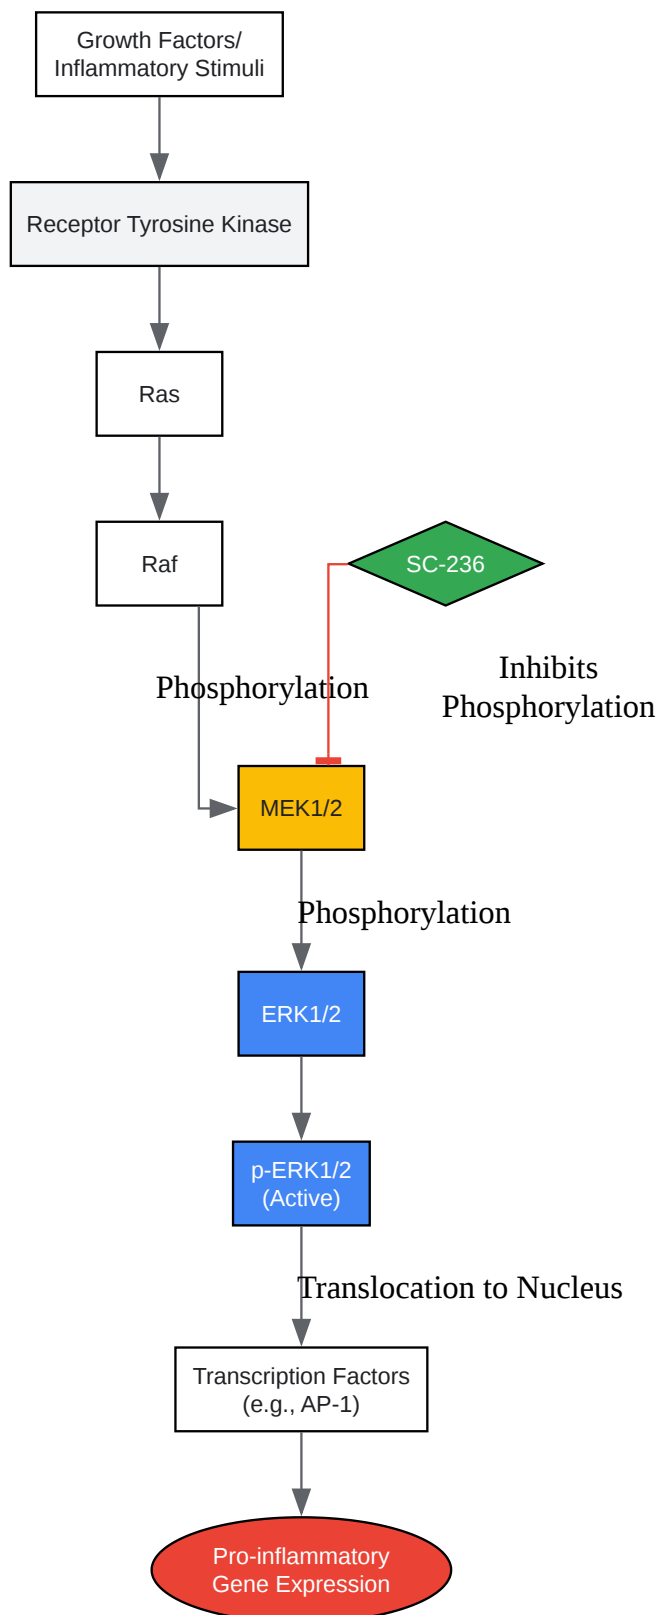 Growth Factors/
Inflammatory Stimuli
Receptor Tyrosine Kinase
Ras
Raf
SC-236
Phosphorylation
Inhibits
Phosphorylation
MEK1/2
Phosphorylation
ERK1/2
p-ERK1/2
(Active)
Translocation to Nucleus
Transcription Factors
(e.g., AP-1)
Pro-inflammatory
Gene Expression